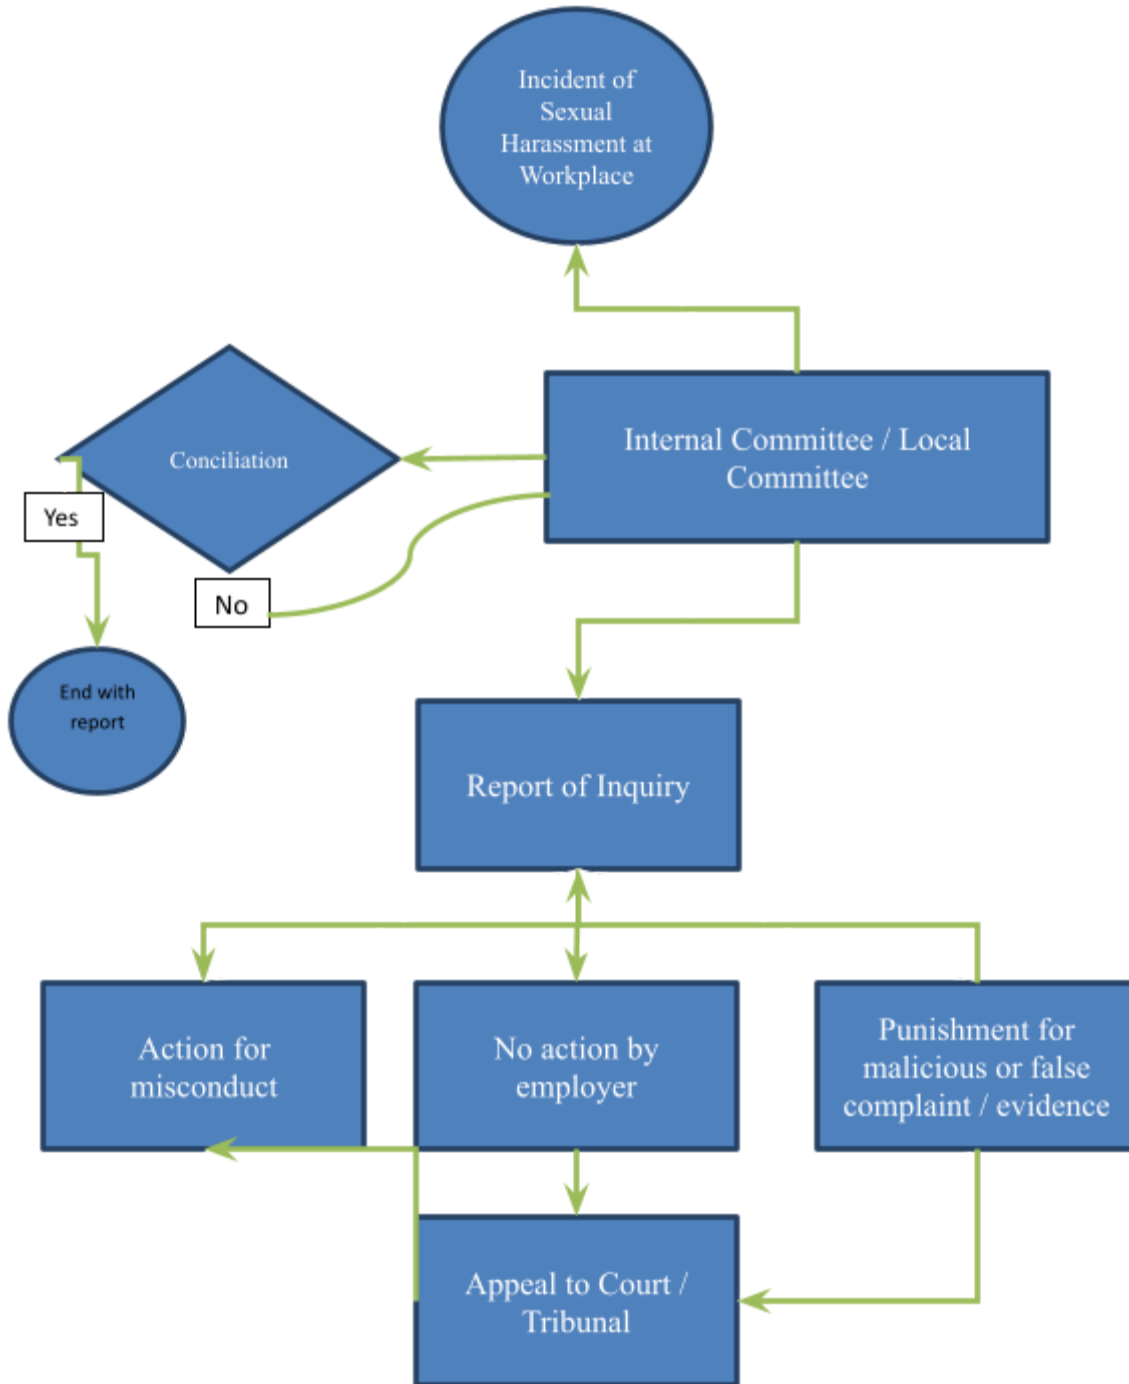 Incident of
Sexual
Harassment at
Workplace
Internal Committee / Local
Committee
Conciliation
Yes
No
End with
report
Report of Inquiry
Action for
misconduct
No action by
employer
Punishment for
malicious or false
complaint / evidence
Appeal to Court /
Tribunal